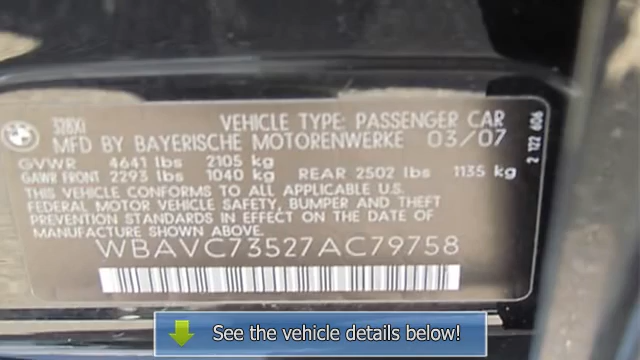 328XI VEHICLE TYPE: PASSENGER CAR
MFD BY BAYERISCHE MOTORENWERKE 03/07
GVWR 4641 lbs 2105 kg
GAWR FRONT 2293 lbs 1040 kg REAR 2502 lbs 1135 kg
THIS VEHICLE CONFORMS TO ALL APPLICABLE U.S.
FEDERAL MOTOR VEHICLE SAFETY, BUMPER AND THEFT
PREVENTION STANDARDS IN EFFECT ON THE DATE
OF MANUFACTURE SHOWN ABOVE.
WBAVC73527AC79758
2 122 606
See the vehicle details below!